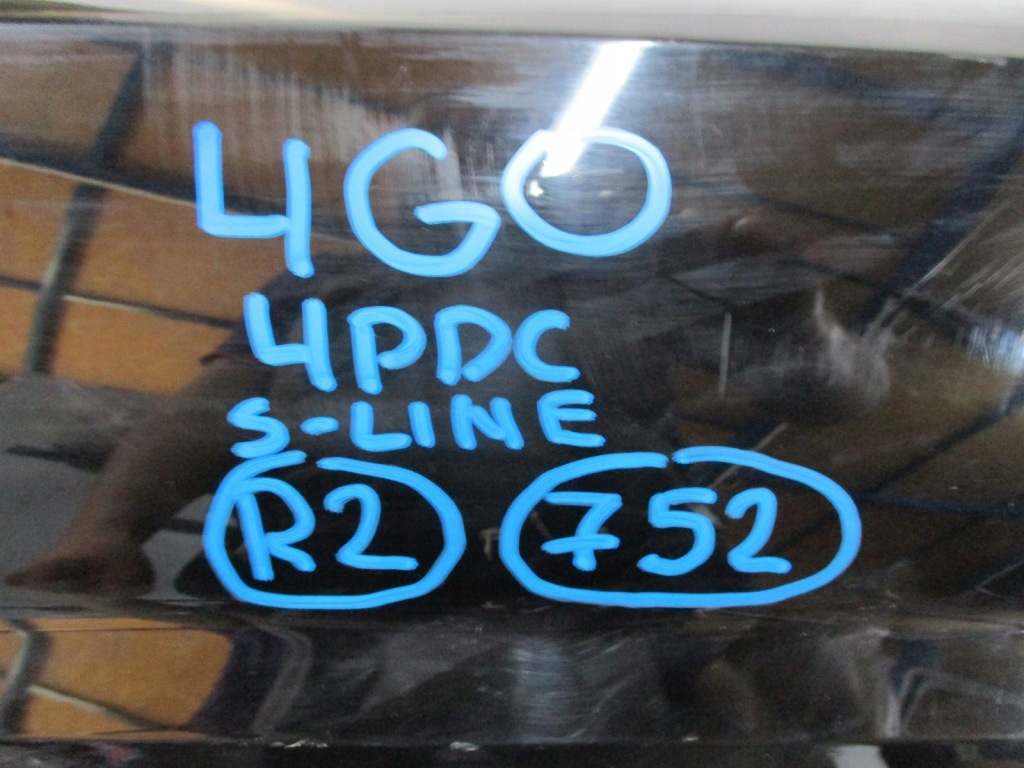 4GO
4PDC
S-LINE
R2 752